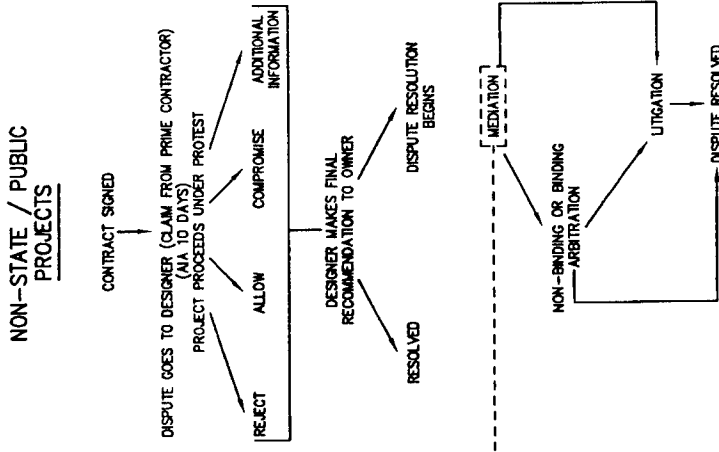 NON-STATE / PUBLIC
PROJECTS
CONTRACT SIGNED
DISPUTE GOES TO DESIGNER (CLAIM FROM PRIME CONTRACTOR)
(AIA 10 DAYS)
PROJECT PROCEEDS UNDER PROTEST
REJECT
ALLOW
COMPROMISE
ADDITIONAL
INFORMATION
DESIGNER MAKES FINAL
RECOMMENDATION TO OWNER
RESOLVED
DISPUTE RESOLUTION
BEGINS
MEDIATION
NON-BINDING OR BINDING
ARBITRATION
LITIGATION
DISPUTE RESOLVED